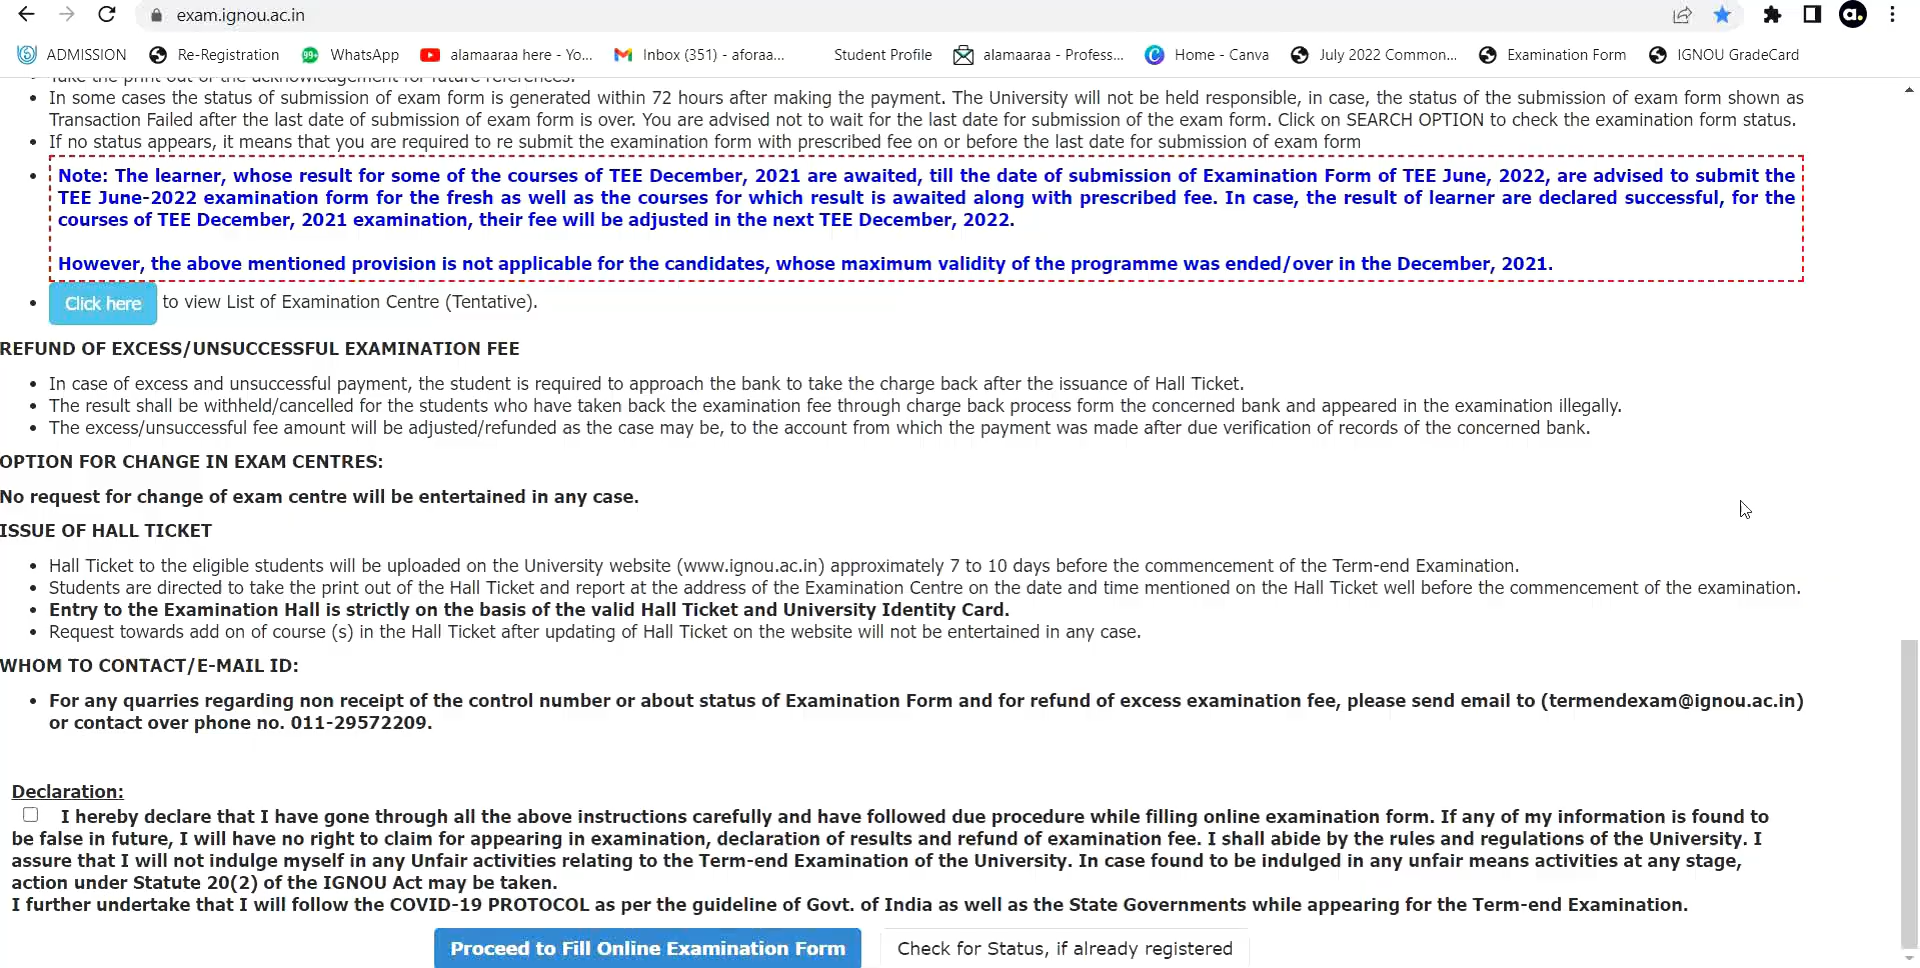 exam.ignou.ac.in
a.
ADMISSION Re-Registration 99+ WhatsApp alamaaraa here - Yo... Inbox (351) - aforaa... Student Profile alamaaraa - Profess... Home - Canva July 2022 Common... Examination Form IGNOU GradeCard
Take the print out of the acknowledgement for future references.
In some cases the status of submission of exam form is generated within 72 hours after making the payment. The University will not be held responsible, in case, the status of the submission of exam form shown as
Transaction Failed after the last date of submission of exam form is over. You are advised not to wait for the last date for submission of the exam form. Click on SEARCH OPTION to check the examination form status.
If no status appears, it means that you are required to re submit the examination form with prescribed fee on or before the last date for submission of exam form
Note: The learner, whose result for some of the courses of TEE December, 2021 are awaited, till the date of submission of Examination Form of TEE June, 2022, are advised to submit the
TEE June-2022 examination form for the fresh as well as the courses for which result is awaited along with prescribed fee. In case, the result of learner are declared successful, for the
courses of TEE December, 2021 examination, their fee will be adjusted in the next TEE December, 2022.
However, the above mentioned provision is not applicable for the candidates, whose maximum validity of the programme was ended/over in the December, 2021.
Click here to view List of Examination Centre (Tentative).
REFUND OF EXCESS/UNSUCCESSFUL EXAMINATION FEE
In case of excess and unsuccessful payment, the student is required to approach the bank to take the charge back after the issuance of Hall Ticket.
The result shall be withheld/cancelled for the students who have taken back the examination fee through charge back process form the concerned bank and appeared in the examination illegally.
The excess/unsuccessful fee amount will be adjusted/refunded as the case may be, to the account from which the payment was made after due verification of records of the concerned bank.
OPTION FOR CHANGE IN EXAM CENTRES:
No request for change of exam centre will be entertained in any case.
ISSUE OF HALL TICKET
Hall Ticket to the eligible students will be uploaded on the University website (www.ignou.ac.in) approximately 7 to 10 days before the commencement of the Term-end Examination.
Students are directed to take the print out of the Hall Ticket and report at the address of the Examination Centre on the date and time mentioned on the Hall Ticket well before the commencement of the examination.
Entry to the Examination Hall is strictly on the basis of the valid Hall Ticket and University Identity Card.
Request towards add on of course (s) in the Hall Ticket after updating of Hall Ticket on the website will not be entertained in any case.
WHOM TO CONTACT/E-MAIL ID:
For any quarries regarding non receipt of the control number or about status of Examination Form and for refund of excess examination fee, please send email to (termendexam@ignou.ac.in)
or contact over phone no. 011-29572209.
Declaration:
I hereby declare that I have gone through all the above instructions carefully and have followed due procedure while filling online examination form. If any of my information is found to
be false in future, I will have no right to claim for appearing in examination, declaration of results and refund of examination fee. I shall abide by the rules and regulations of the University. I
assure that I will not indulge myself in any Unfair activities relating to the Term-end Examination of the University. In case found to be indulged in any unfair means activities at any stage,
action under Statute 20(2) of the IGNOU Act may be taken.
I further undertake that I will follow the COVID-19 PROTOCOL as per the guideline of Govt. of India as well as the State Governments while appearing for the Term-end Examination.
Proceed to Fill Online Examination Form Check for Status, if already registered